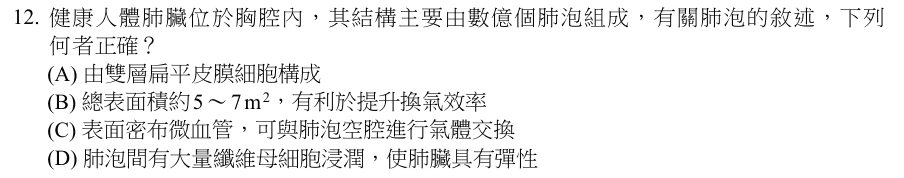 12. 健康人體肺臟位於胸腔內，其結構主要由數億個肺泡組成，有關肺泡的敘述，下列
何者正確？
(A) 由雙層扁平皮膜細胞構成
(B) 總表面積約5～7m²，有利於提升換氣效率
(C) 表面密布微血管，可與肺泡空腔進行氣體交換
(D) 肺泡間有大量纖維母細胞浸潤，使肺臟具有彈性